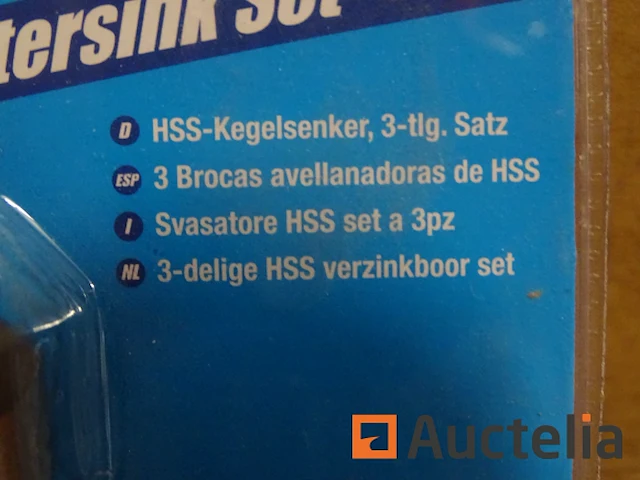 tersink Set
D HSS-Kegelsenker, 3-tlg. Satz
ESP 3 Brocas avellanadoras de HSS
I Svasatore HSS set a 3pz
NL 3-delige HSS verzinkboor set
Auctelia